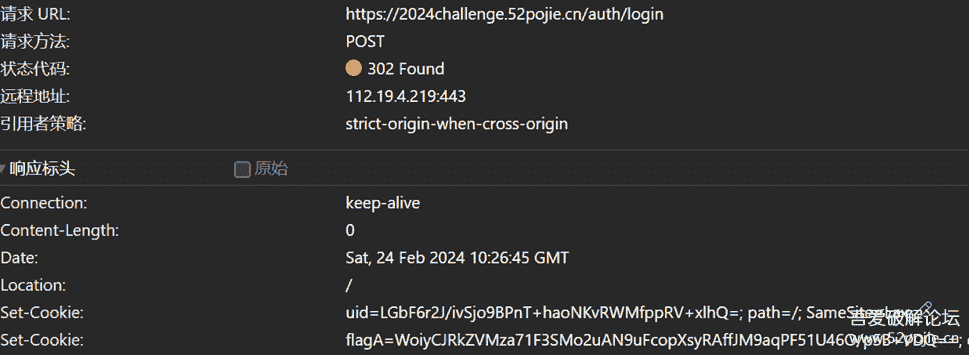 请求 URL: https://2024challenge.52pojie.cn/auth/login
请求方法: POST
状态代码: 302 Found
远程地址: 112.19.4.219:443
引用者策略: strict-origin-when-cross-origin
响应标头 原始
Connection: keep-alive
Content-Length: 0
Date: Sat, 24 Feb 2024 10:26:45 GMT
Location: /
Set-Cookie: uid=LGbF6r2J/ivSjo9BPnT+haoNKvRWMfppRV+xlhQ=; path=/;
吾爱破解论坛
Set-Cookie:
www.52pojie.cn